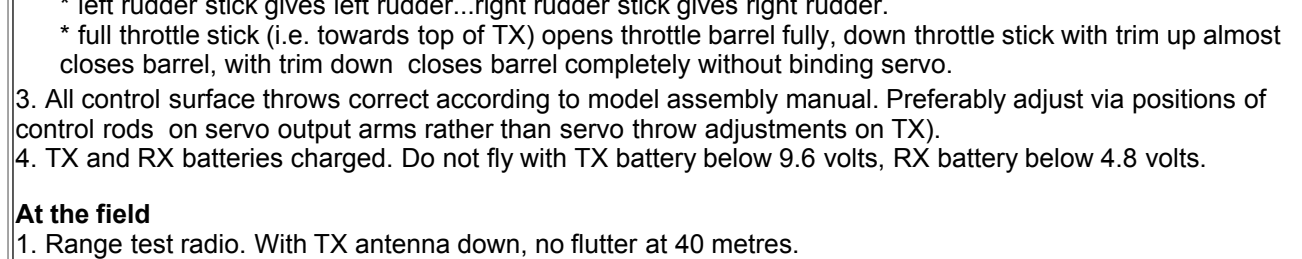 * left rudder stick gives left rudder...right rudder stick gives right rudder.
* full throttle stick (i.e. towards top of TX) opens throttle barrel fully, down throttle stick with trim up almost
closes barrel, with trim down  closes barrel completely without binding servo.
3. All control surface throws correct according to model assembly manual. Preferably adjust via positions of
control rods  on servo output arms rather than servo throw adjustments on TX).
4. TX and RX batteries charged. Do not fly with TX battery below 9.6 volts, RX battery below 4.8 volts.
At the field
1. Range test radio. With TX antenna down, no flutter at 40 metres.